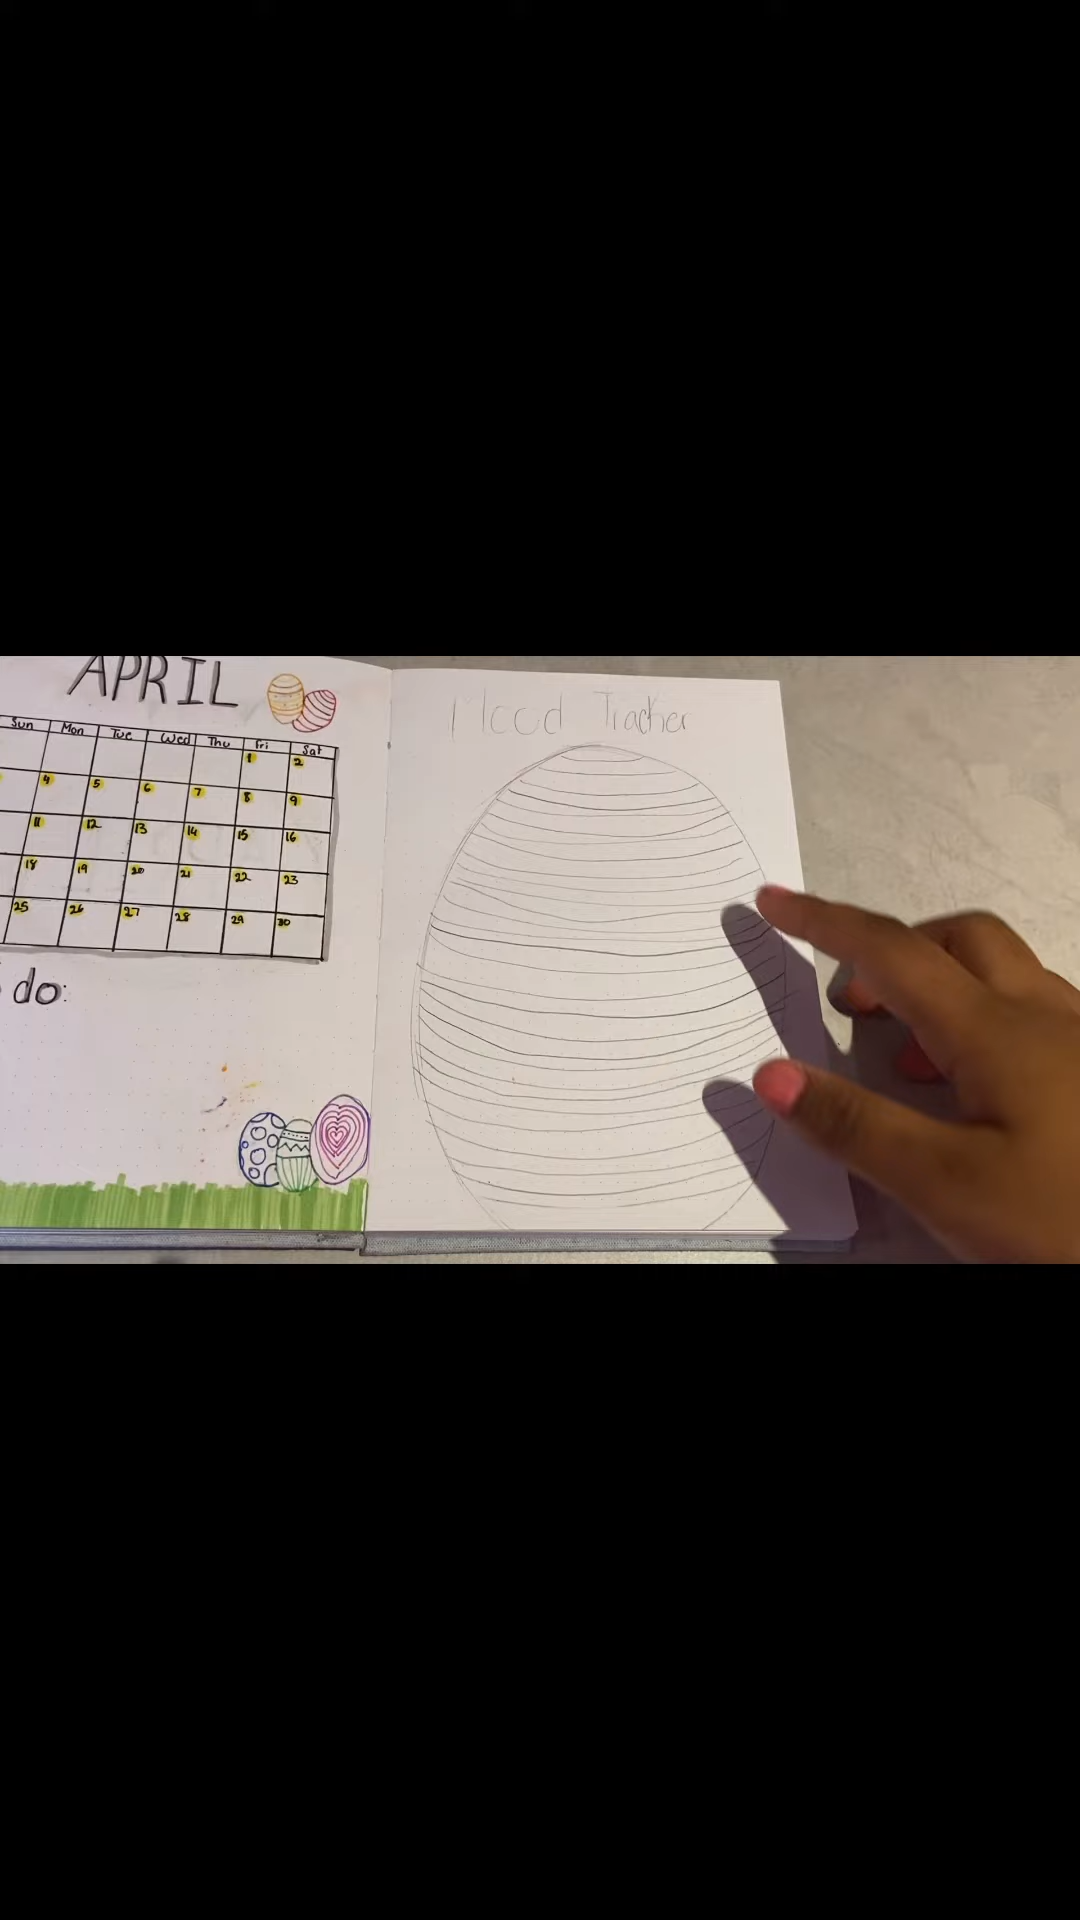 APRIL
Sun Mon Tue Wed Thu Fri Sat
1 2
4 5 6 7 8 9
11 12 13 14 15 16
18 19 20 21 22 23
25 26 27 28 29 30
do:
Mood Tracker